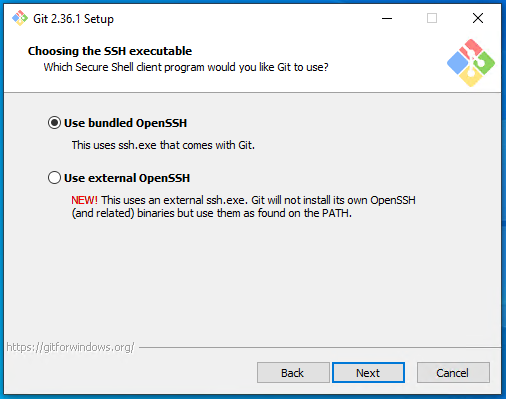 Git 2.36.1 Setup
Choosing the SSH executable
Which Secure Shell client program would you like Git to use?
Use bundled OpenSSH
This uses ssh.exe that comes with Git.
Use external OpenSSH
NEW! This uses an external ssh.exe. Git will not install its own OpenSSH
(and related) binaries but use them as found on the PATH.
https://gitforwindows.org/
Back Next Cancel